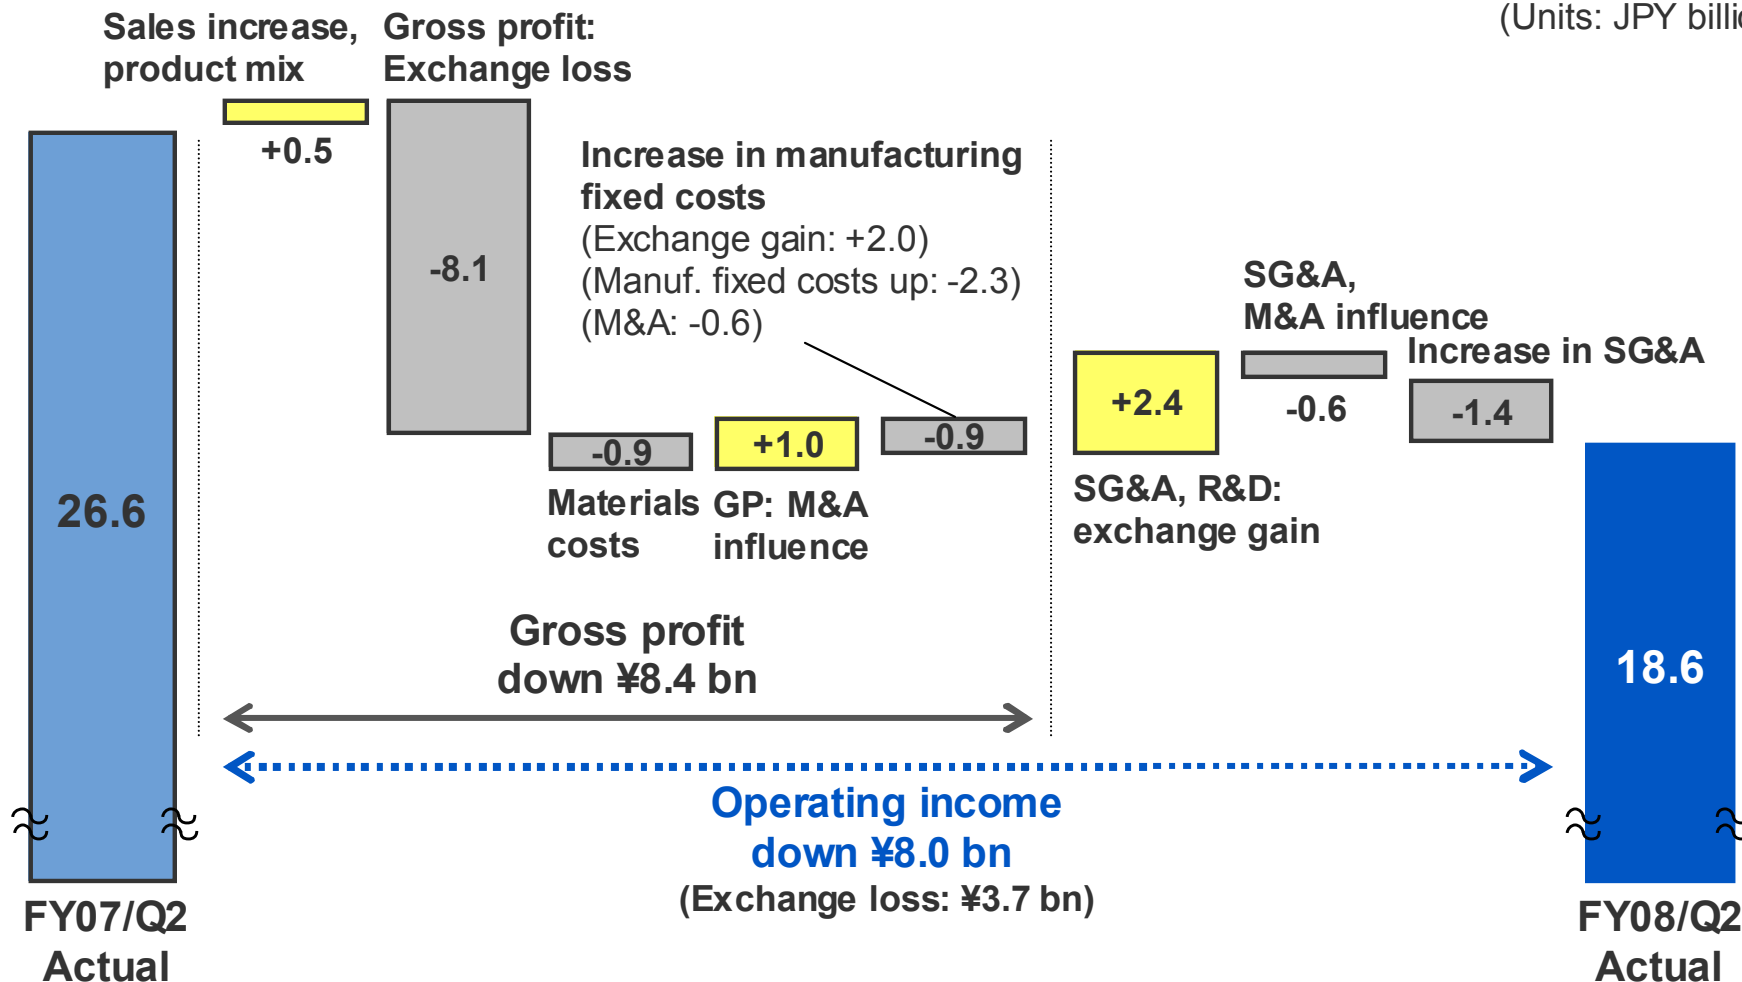 (Units: JPY billio
Sales increase,
product mix
Gross profit:
Exchange loss
+0.5
-8.1
Increase in manufacturing
fixed costs
(Exchange gain: +2.0)
(Manuf. fixed costs up: -2.3)
(M&A: -0.6)
-0.9
Materials
costs
+1.0
GP: M&A
influence
-0.9
SG&A,
M&A influence
Increase in SG&A
+2.4
-0.6
-1.4
SG&A, R&D:
exchange gain
26.6
18.6
Gross profit
down ¥8.4 bn
Operating income
down ¥8.0 bn
(Exchange loss: ¥3.7 bn)
FY07/Q2
Actual
FY08/Q2
Actual